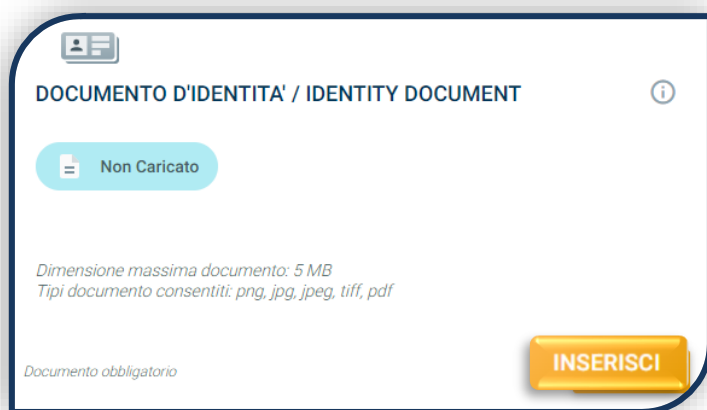 DOCUMENTO D'IDENTITA' / IDENTITY DOCUMENT
Non Caricato
Dimensione massima documento: 5 MB
Tipi documento consentiti: png, jpg, jpeg, tiff, pdf
Documento obbligatorio
INSERISCI